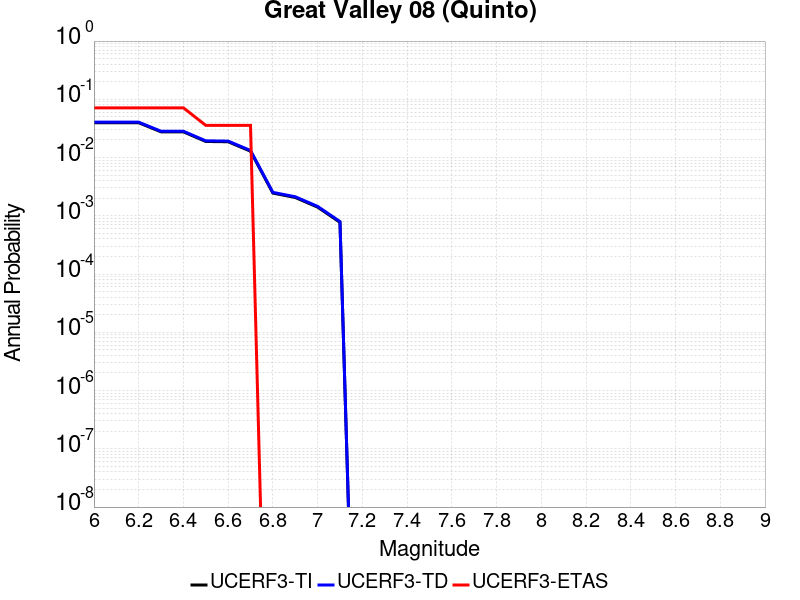 Great Valley 08 (Quinto)
10^0
10^-1
10^-2
10^-3
10^-4
10^-5
10^-6
10^-7
10^-8
Annual Probability
6 6.2 6.4 6.6 6.8 7 7.2 7.4 7.6 7.8 8 8.2 8.4 8.6 8.8 9
Magnitude
UCERF3-TI UCERF3-TD UCERF3-ETAS